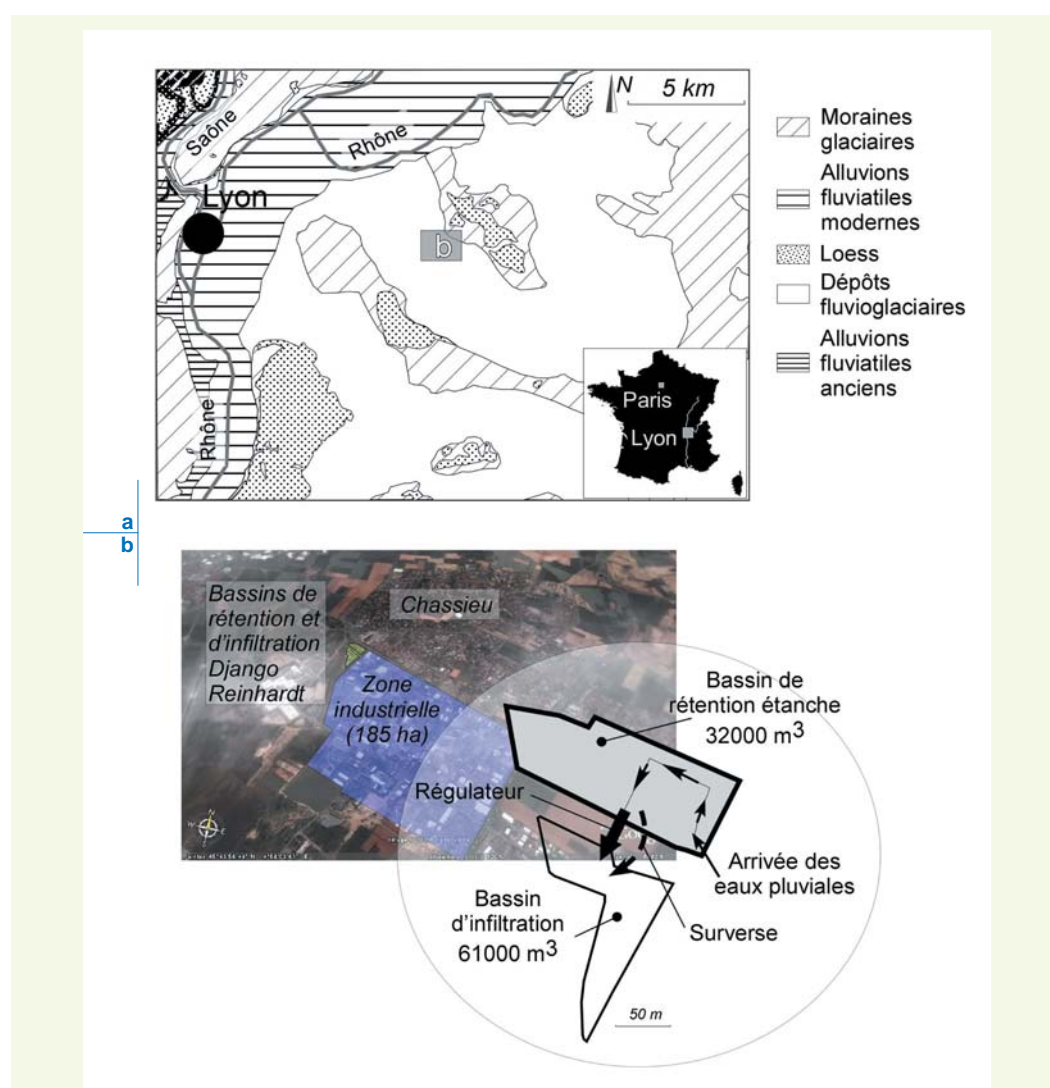 N
5 km
Saône
Rhône
Lyon
b
Rhône
Paris
Lyon
Moraines
glaciaires
Alluvions
fluviatiles
modernes
Loess
Dépôts
fluvioglaciaires
Alluvions
fluviatiles
anciens
a
b
Bassins de
rétention et
d'infiltration
Django
Reinhardt
Chassieu
Zone
industrielle
(185 ha)
Bassin de
rétention étanche
32000 m³
Régulateur
Arrivée des
eaux pluviales
Bassin
d'infiltration
61000 m³
Surverse
50 m